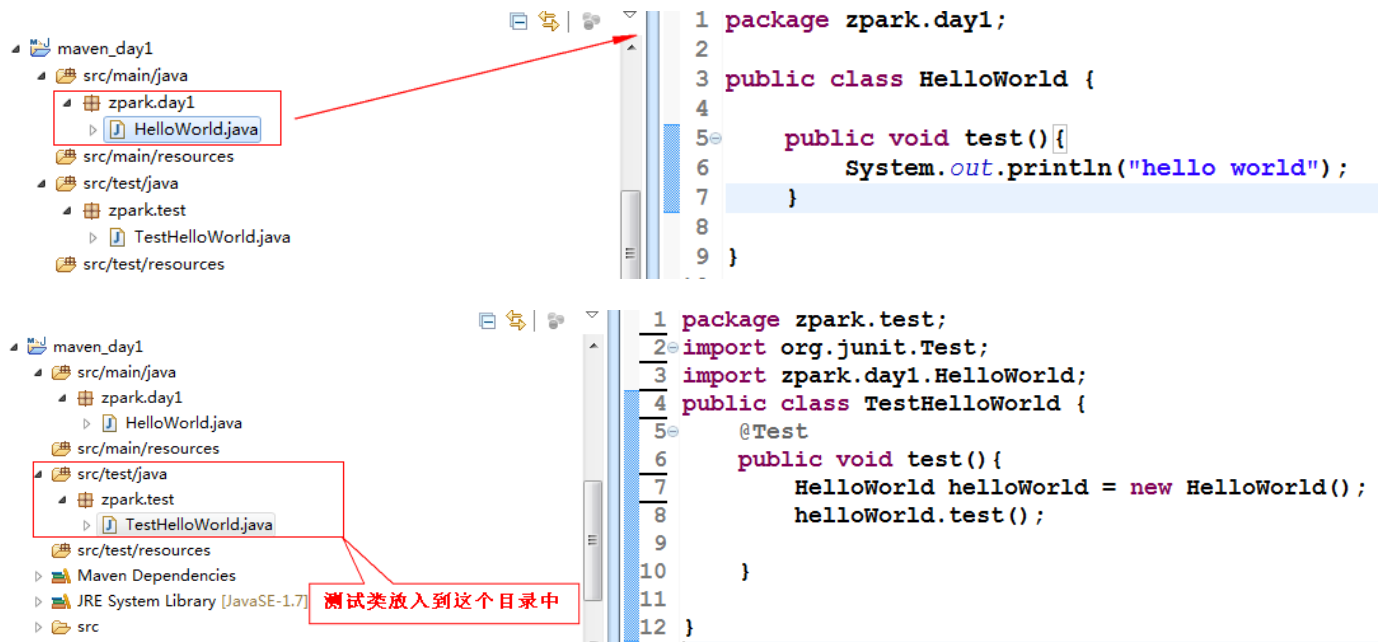 maven_day1
src/main/java
zpark.day1
HelloWorld.java
src/main/resources
src/test/java
zpark.test
TestHelloWorld.java
src/test/resources
1 package zpark.day1;
2
3 public class HelloWorld {
4
5 public void test(){
6 System.out.println("hello world");
7 }
8
9 }
maven_day1
src/main/java
zpark.day1
HelloWorld.java
src/main/resources
src/test/java
zpark.test
TestHelloWorld.java
src/test/resources
Maven Dependencies
JRE System Library [JavaSE-1.7]
src
测试类放入到这个目录中
1 package zpark.test;
2 import org.junit.Test;
3 import zpark.day1.HelloWorld;
4 public class TestHelloWorld {
5 @Test
6 public void test(){
7 HelloWorld helloWorld = new HelloWorld();
8 helloWorld.test();
9
10 }
11
12 }